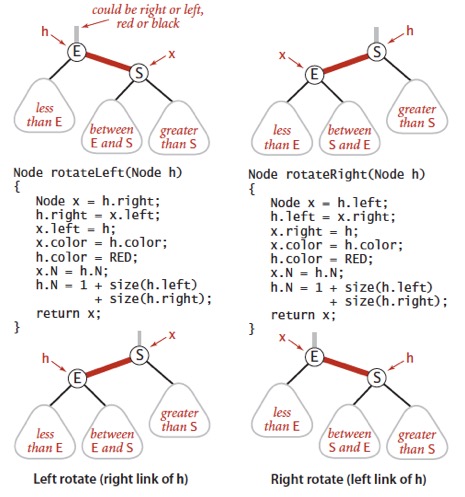 could be right or left,
red or black
h
E
x
S
less
than E
between
E and S
greater
than S
Node rotateLeft(Node h)
{
Node x = h.right;
h.right = x.left;
x.left = h;
x.color = h.color;
h.color = RED;
x.N = h.N;
h.N = 1 + size(h.left)
+ size(h.right);
return x;
}
x
S
h
E
greater
than S
less
than E
between
E and S
Left rotate (right link of h)
h
S
x
E
greater
than S
less
than E
between
S and E
Node rotateRight(Node h)
{
Node x = h.left;
h.left = x.right;
x.right = h;
x.color = h.color;
h.color = RED;
x.N = h.N;
h.N = 1 + size(h.left)
+ size(h.right);
return x;
}
x
E
h
S
less
than E
between
S and E
greater
than S
Right rotate (left link of h)